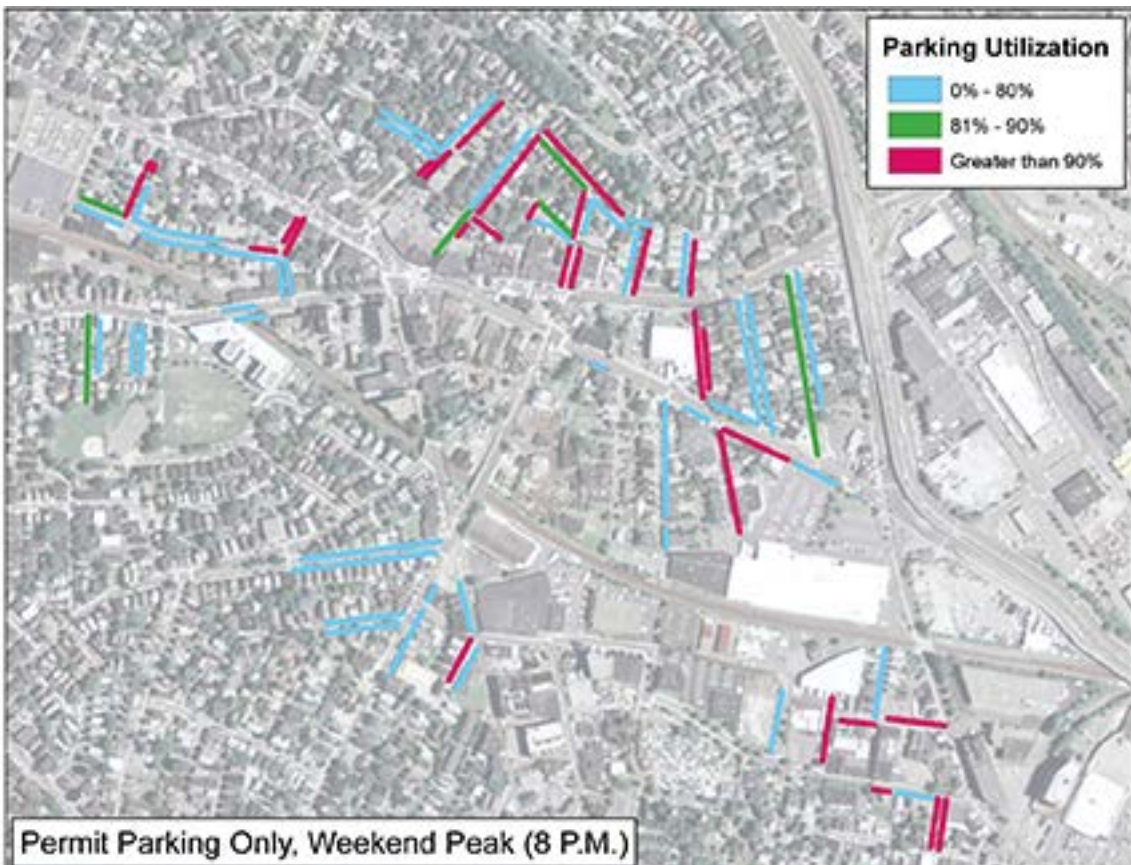 Parking Utilization
0% - 80%
81% - 90%
Greater than 90%
Permit Parking Only, Weekend Peak (8 P.M.)